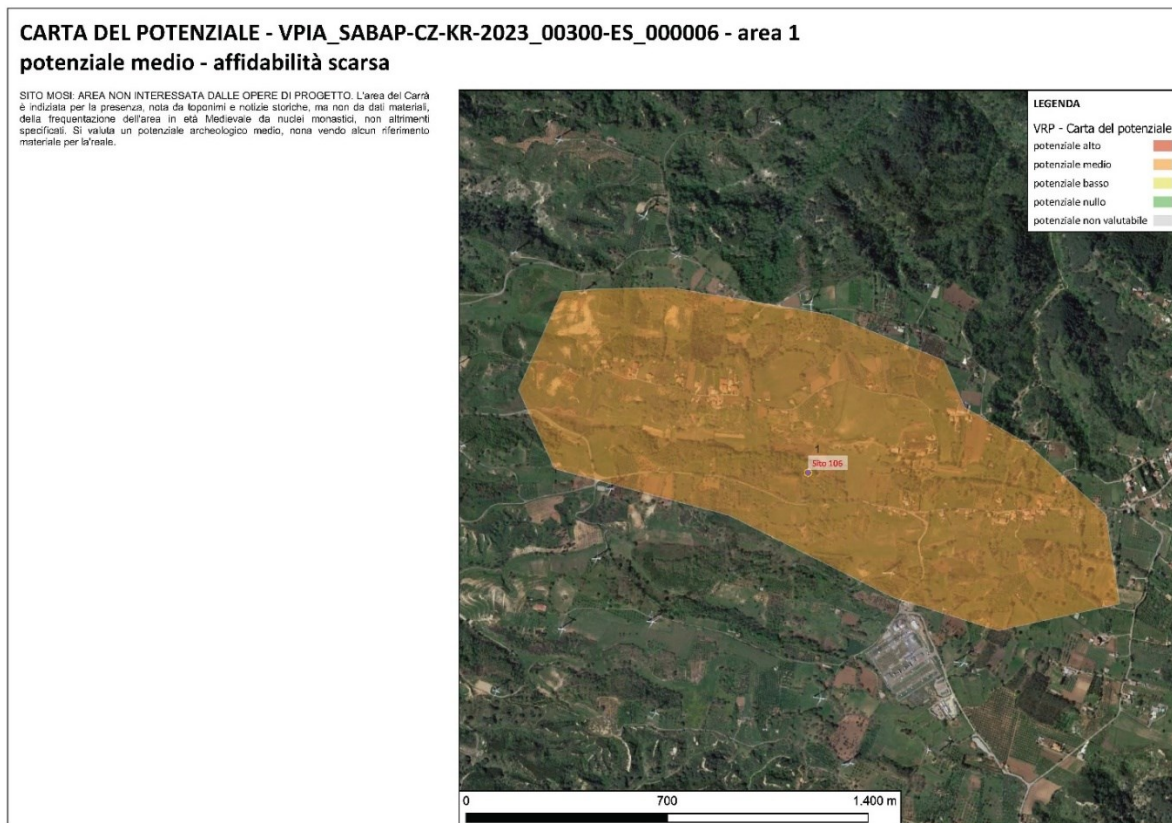 CARTA DEL POTENZIALE - VPIA_SABAP-CZ-KR-2023_00300-ES_000006 - area 1
potenziale medio - affidabilità scarsa
SITO MOSI: AREA NON INTERESSATA DALLE OPERE DI PROGETTO. L'area del Carrà
è indiziata per la presenza, nota da toponimi e notizie storiche, ma non da dati materiali,
della frequentazione dell'area in età Medievale da nuclei monastici, non altrimenti
specificati. Si valuta un potenziale archeologico medio, nona vendo alcun riferimento
materiale per la'reale.
LEGENDA
VRP - Carta del potenziale
potenziale alto
potenziale medio
potenziale basso
potenziale nullo
potenziale non valutabile
1
Sito 106
0 700 1.400 m